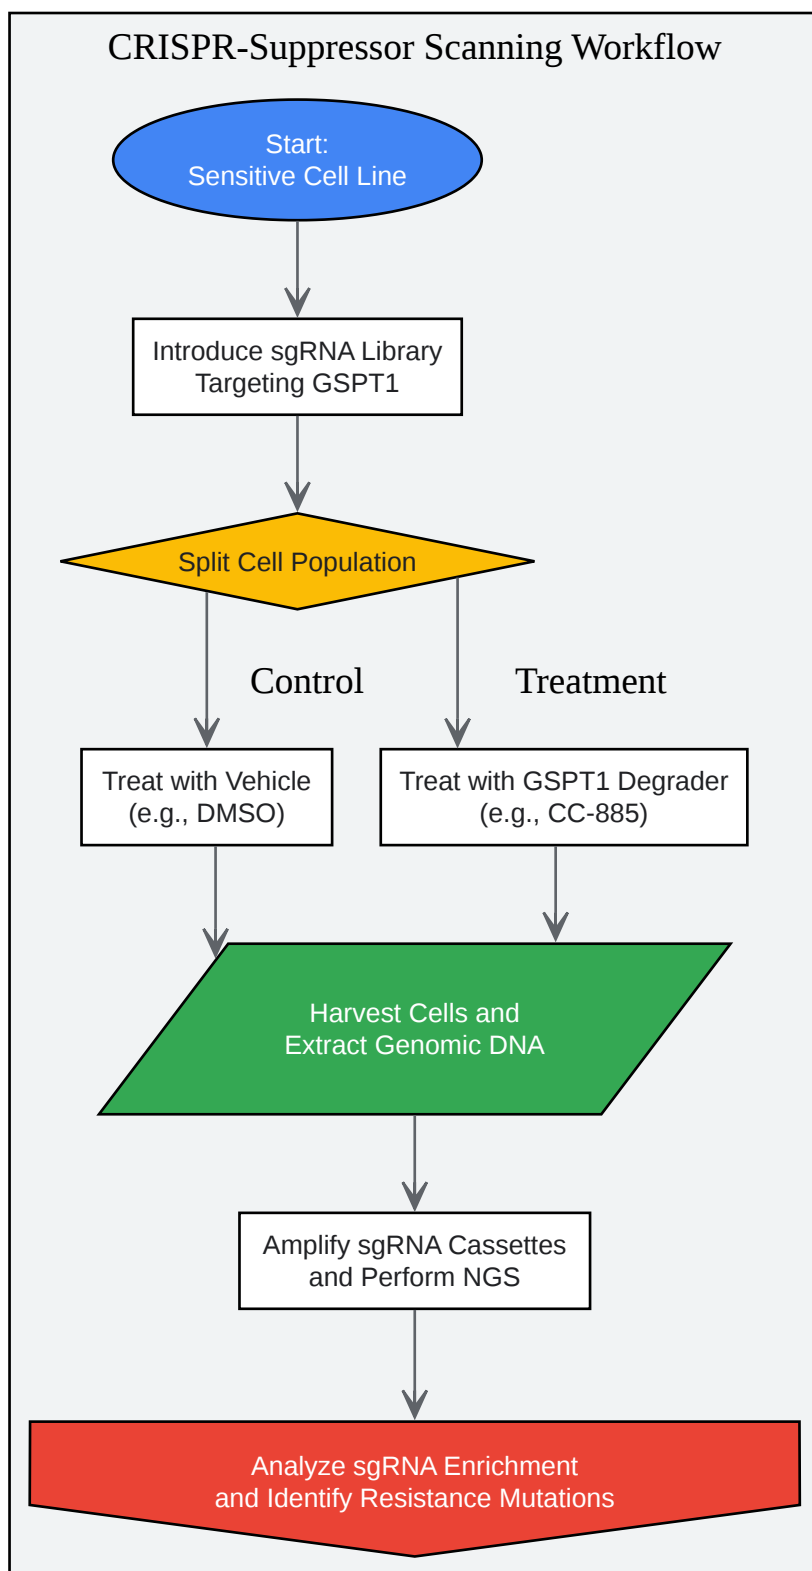 CRISPR-Suppressor Scanning Workflow
Start:
Sensitive Cell Line
Introduce sgRNA Library
Targeting GSPT1
Split Cell Population
Control
Treatment
Treat with Vehicle
(e.g., DMSO)
Treat with GSPT1 Degrader
(e.g., CC-885)
Harvest Cells and
Extract Genomic DNA
Amplify sgRNA Cassettes
and Perform NGS
Analyze sgRNA Enrichment
and Identify Resistance Mutations